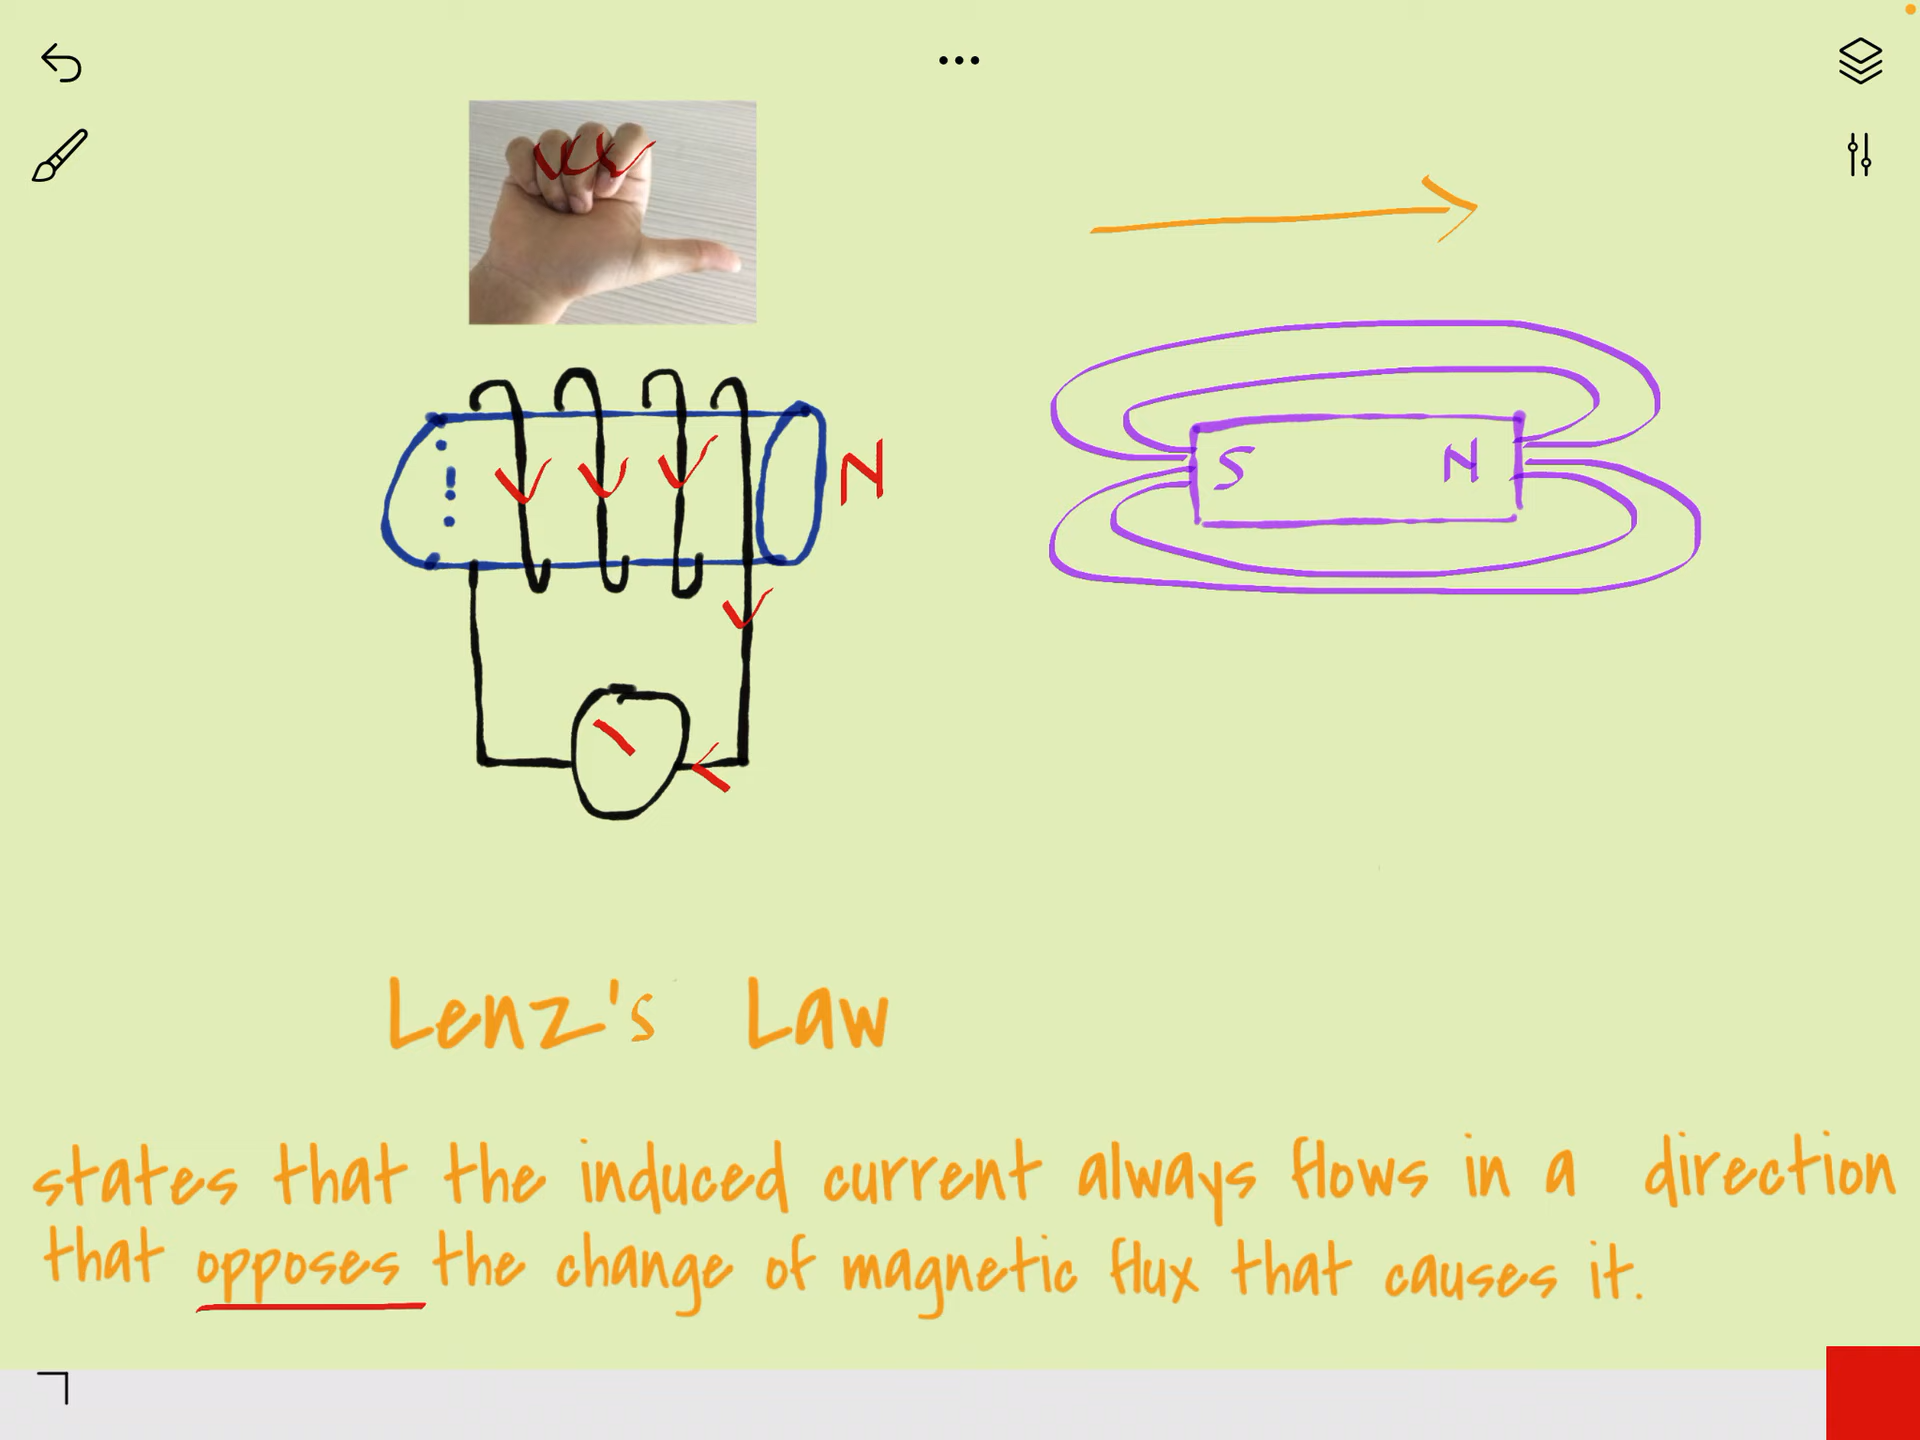 N
S N
Lenz's Law
states that the induced current always flows in a direction
that opposes the change of magnetic flux that causes it.